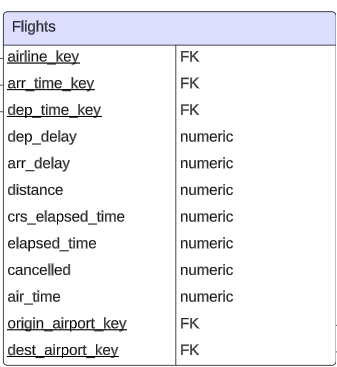 Flights
airline_key FK
arr_time_key FK
dep_time_key FK
dep_delay numeric
arr_delay numeric
distance numeric
crs_elapsed_time numeric
elapsed_time numeric
cancelled numeric
air_time numeric
origin_airport_key FK
dest_airport_key FK